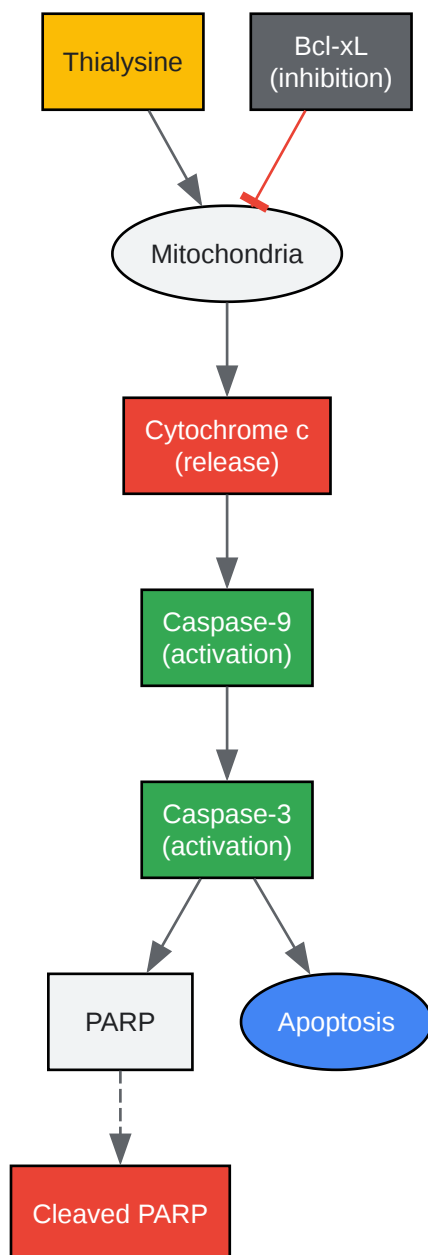 Thialysine
Bcl-xL
(inhibition)
Mitochondria
Cytochrome c
(release)
Caspase-9
(activation)
Caspase-3
(activation)
PARP
Apoptosis
Cleaved PARP